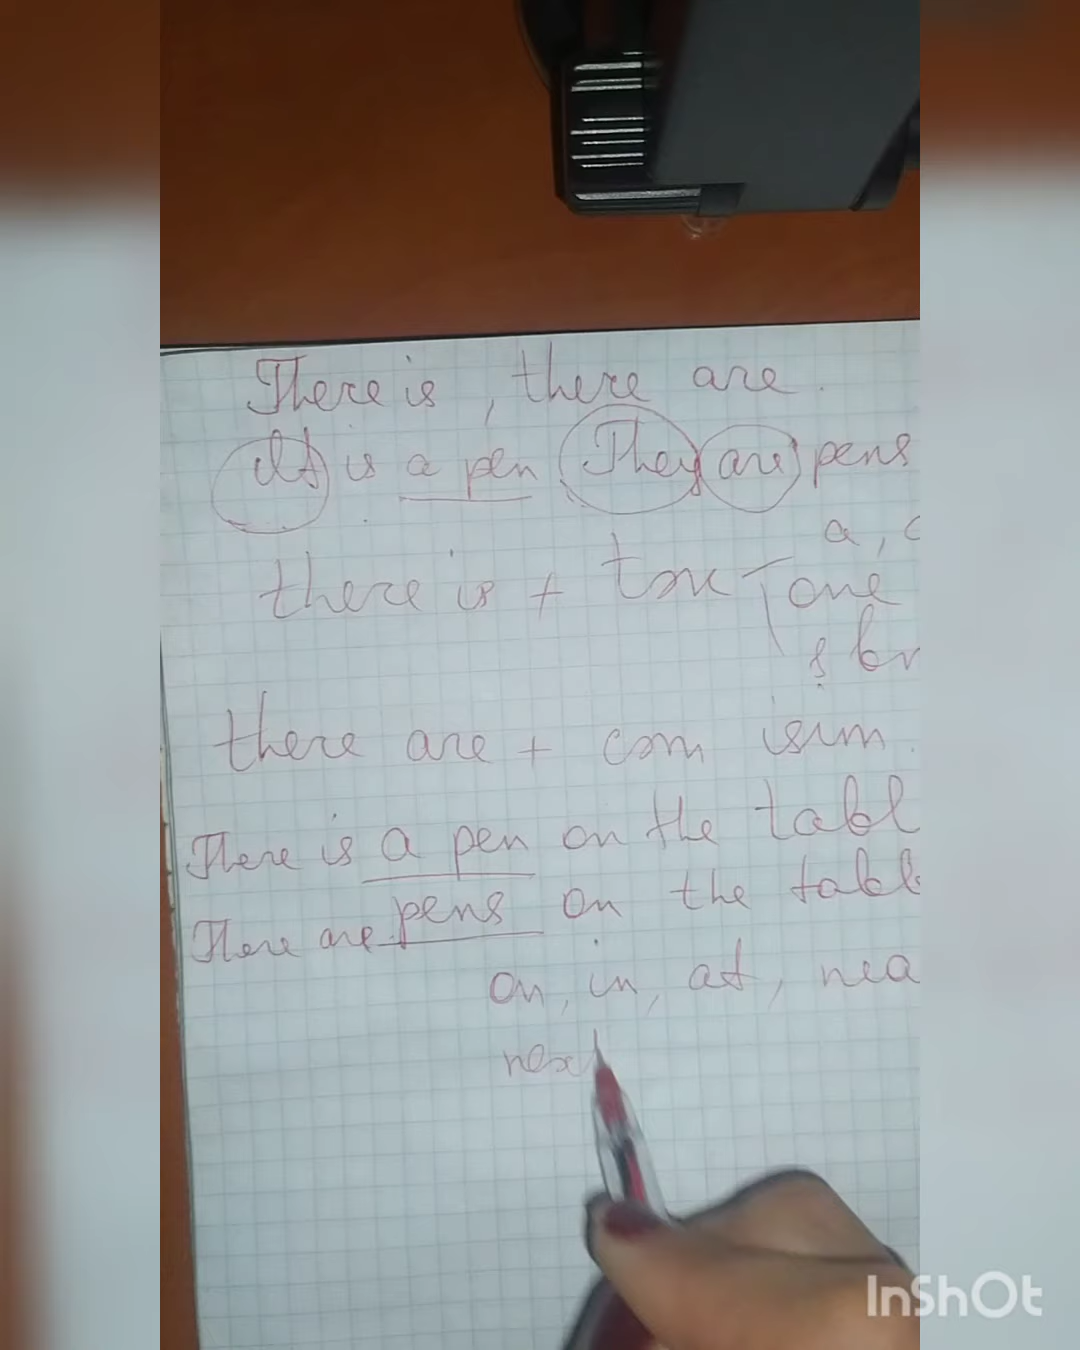 There is, there are.
It is a pen They are pens
a,
there is + tək one
there are + cəm isim.
There is a pen on the tabl
There are pens on the tabl
on, in, at, nea
next
InShOt